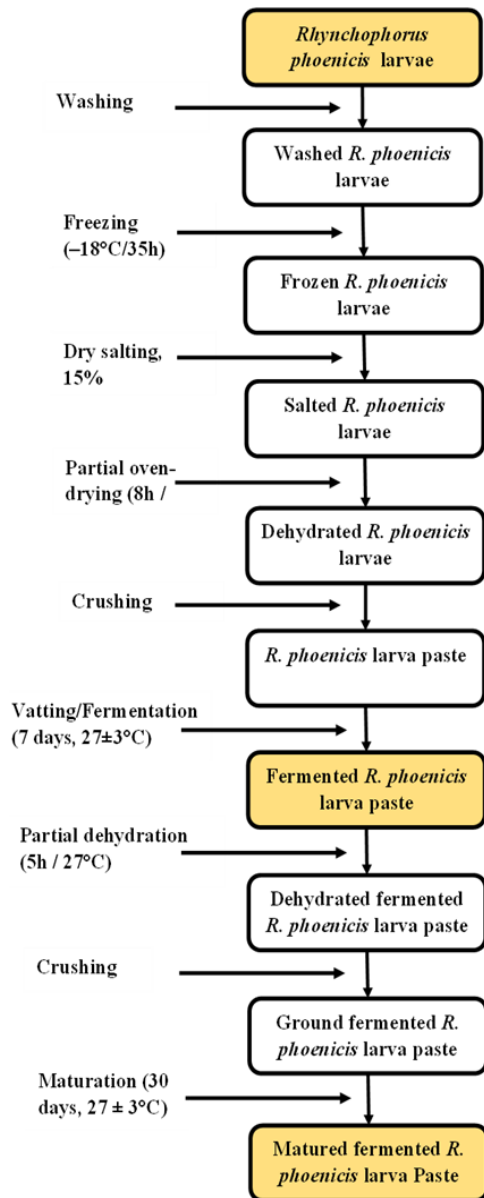 Rhynchophorus
phoenicis larvae
Washing
Washed R. phoenicis
larvae
Freezing
(–18°C/35h)
Frozen R. phoenicis
larvae
Dry salting,
15%
Salted R. phoenicis
larvae
Partial oven-
drying (8h /
Dehydrated R. phoenicis
larvae
Crushing
R. phoenicis larva paste
Vatting/Fermentation
(7 days, 27±3°C)
Fermented R. phoenicis
larva paste
Partial dehydration
(5h / 27°C)
Dehydrated fermented
R. phoenicis larva paste
Crushing
Ground fermented R.
phoenicis larva paste
Maturation (30
days, 27 ± 3°C)
Matured fermented R.
phoenicis larva Paste